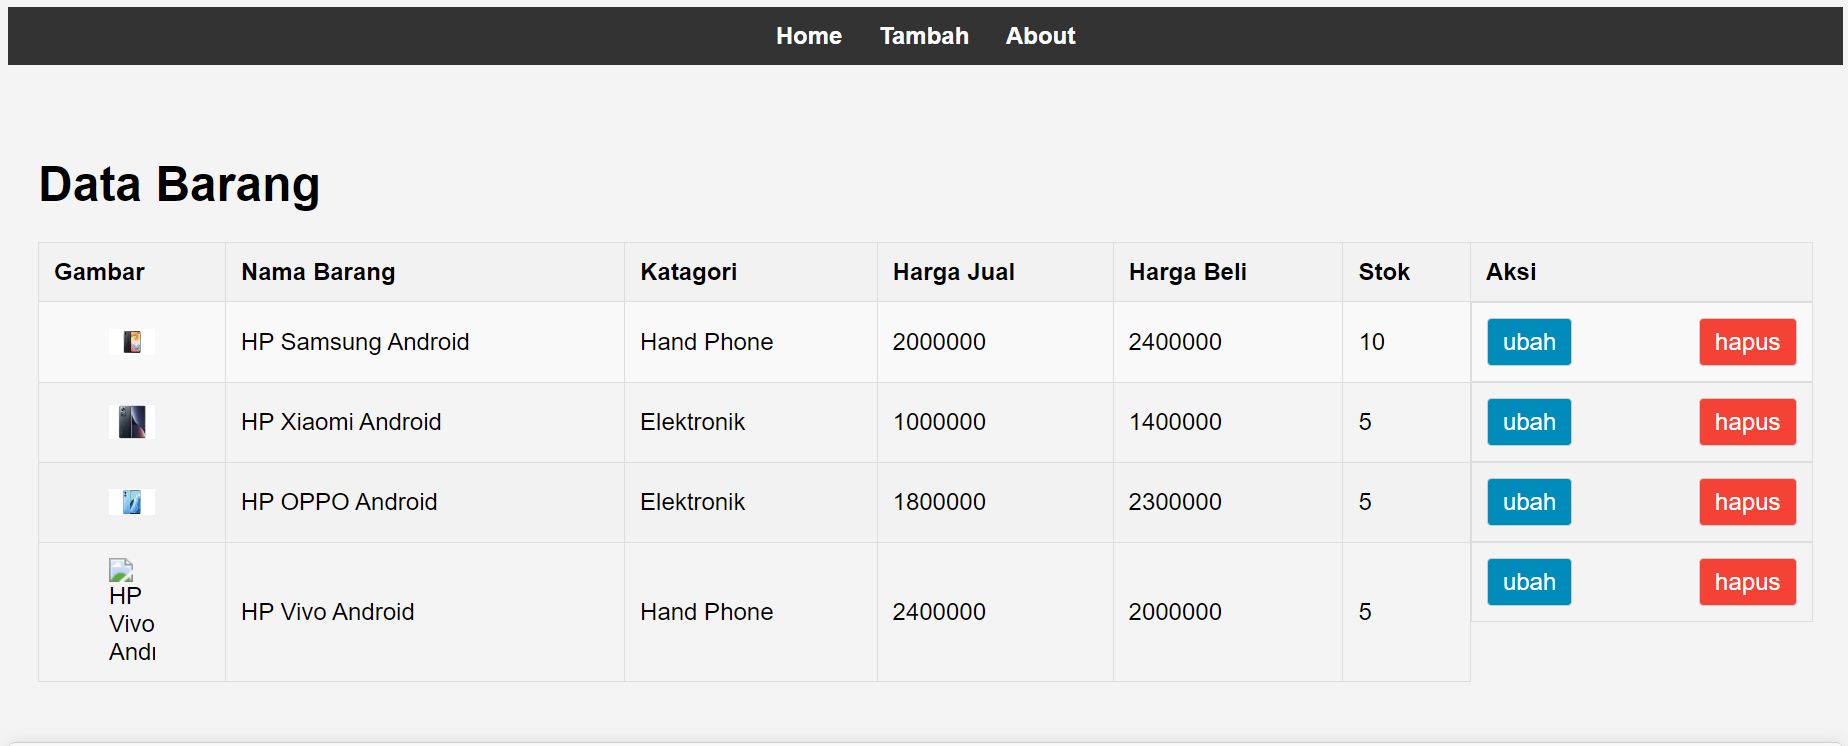 Home Tambah About
Data Barang
Gambar Nama Barang Katagori Harga Jual Harga Beli Stok Aksi
HP Samsung Android Hand Phone 2000000 2400000 10 ubah hapus
HP Xiaomi Android Elektronik 1000000 1400000 5 ubah hapus
HP OPPO Android Elektronik 1800000 2300000 5 ubah hapus
HP
Vivo
Andr
HP Vivo Android Hand Phone 2400000 2000000 5 ubah hapus